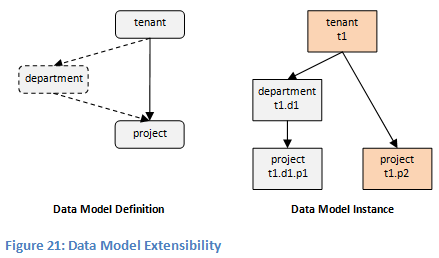 tenant
department
project
Data Model Definition
tenant
t1
department
t1.d1
project
t1.d1.p1
project
t1.p2
Data Model Instance
Figure 21: Data Model Extensibility